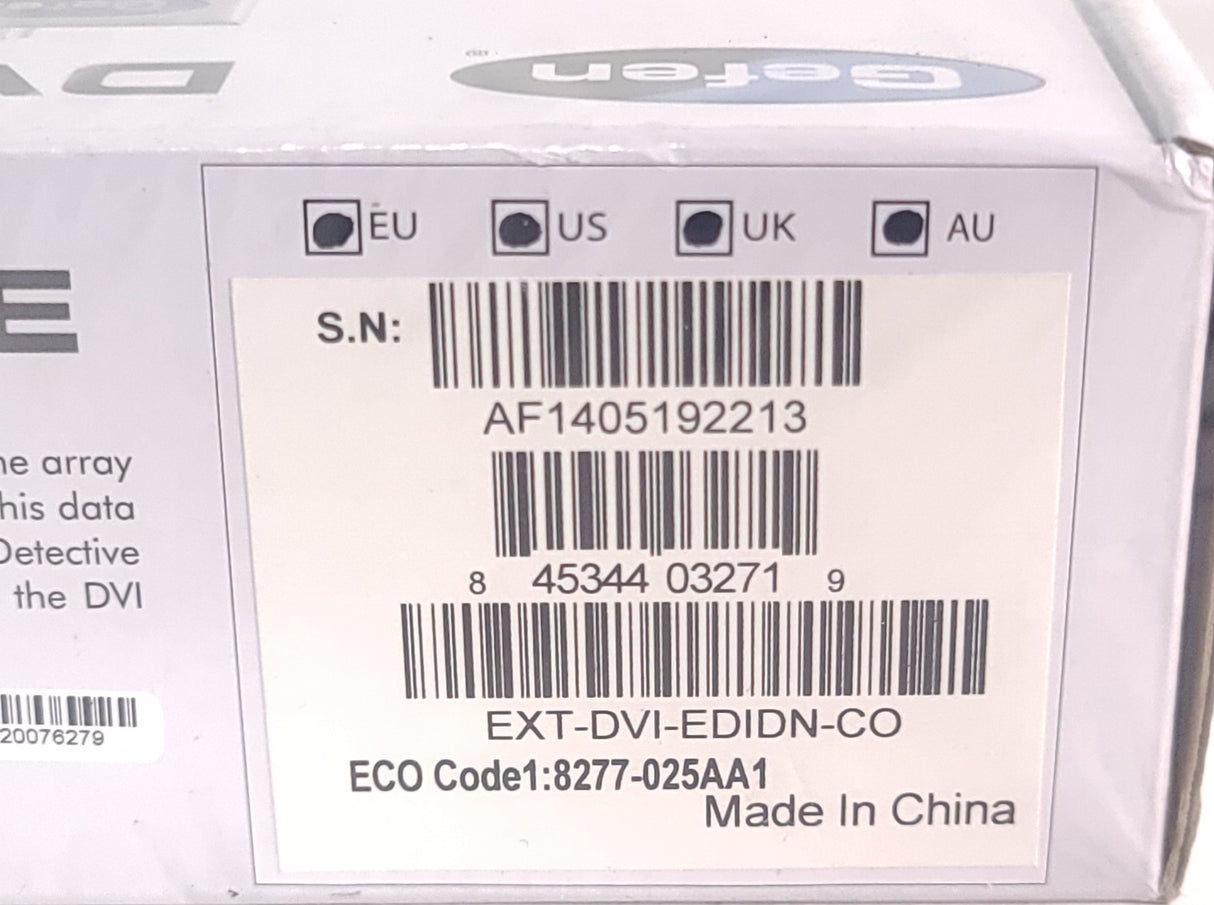 Gefen
DV
EU US UK AU
E
S.N:
AF1405192213
he array
his data
Detective
the DVI
8 45344 03271 9
EXT-DVI-EDIDN-CO
20076279
ECO Code1:8277-025AA1
Made In China